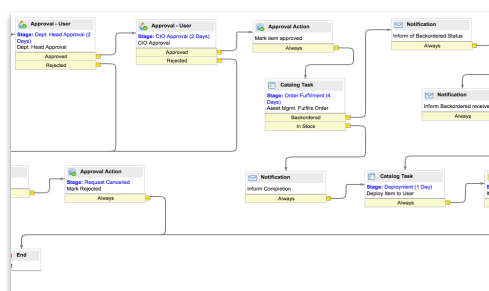 Approval - User
Stage: Dept. Head Approval (2
Days)
Dept. Head Approval
Approved
Rejected
Approval - User
Stage: CIO Approval (2 Days)
CIO Approval
Approved
Rejected
Approval Action
Mark item approved
Always
Notification
Inform of Backordered Status
Always
Catalog Task
Stage: Order Fulfillment (4
Days)
Asset Mgmt. Fulfills Order
Backordered
In Stock
Notification
Inform Backordered receive
Always
Approval Action
Stage: Request Cancelled
Mark Rejected
Always
Notification
Inform Completion
Always
Catalog Task
Stage: Deployment (1 Day)
Deploy Item to User
Always
End